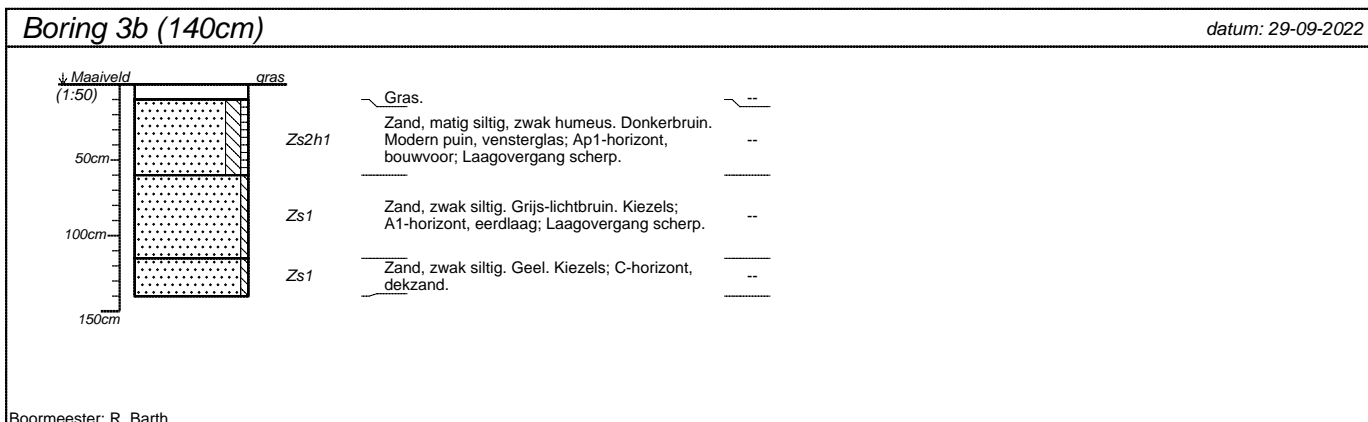 Boring 3b (140cm)
datum: 29-09-2022
Maaiveld
gras
(1:50)
Gras.
--
Zs2h1
Zand, matig siltig, zwak humeus. Donkerbruin.
Modern puin, vensterglas; Ap1-horizont,
bouwvoor; Laagovergang scherp.
--
50cm
Zs1
Zand, zwak siltig. Grijs-lichtbruin. Kiezels;
A1-horizont, eerdlaag; Laagovergang scherp.
--
100cm
Zs1
Zand, zwak siltig. Geel. Kiezels; C-horizont,
dekzand.
--
150cm
Boormeester: R. Barth